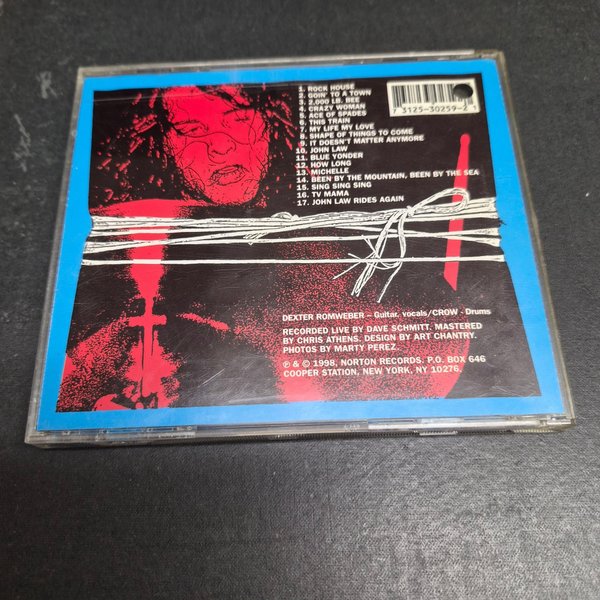 1. ROCK HOUSE
2. GOIN' TO A TOWN
3. 2,000 LB. BEE
4. CRAZY WOMAN
5. ACE OF SPADES
6. THIS TRAIN
7. MY LIFE MY LOVE
8. SHAPE OF THINGS TO COME
9. IT DOESN'T MATTER ANYMORE
10. JOHN LAW
11. BLUE YONDER
12. HOW LONG
13. MICHELLE
14. BEEN BY THE MOUNTAIN, BEEN BY THE SEA
15. SING SING SING
16. TV MAMA
17. JOHN LAW RIDES AGAIN
7 31253-30259-2 1
DEXTER ROMWEBER – Guitar, vocals/CROW - Drums
RECORDED LIVE BY DAVE SCHMITT. MASTERED
BY CHRIS ATHENS. DESIGN BY ART CHANTRY.
PHOTOS BY MARTY PEREZ
℗ & © 1998, NORTON RECORDS. P.O. BOX 646
COOPER STATION, NEW YORK. NY 10276.